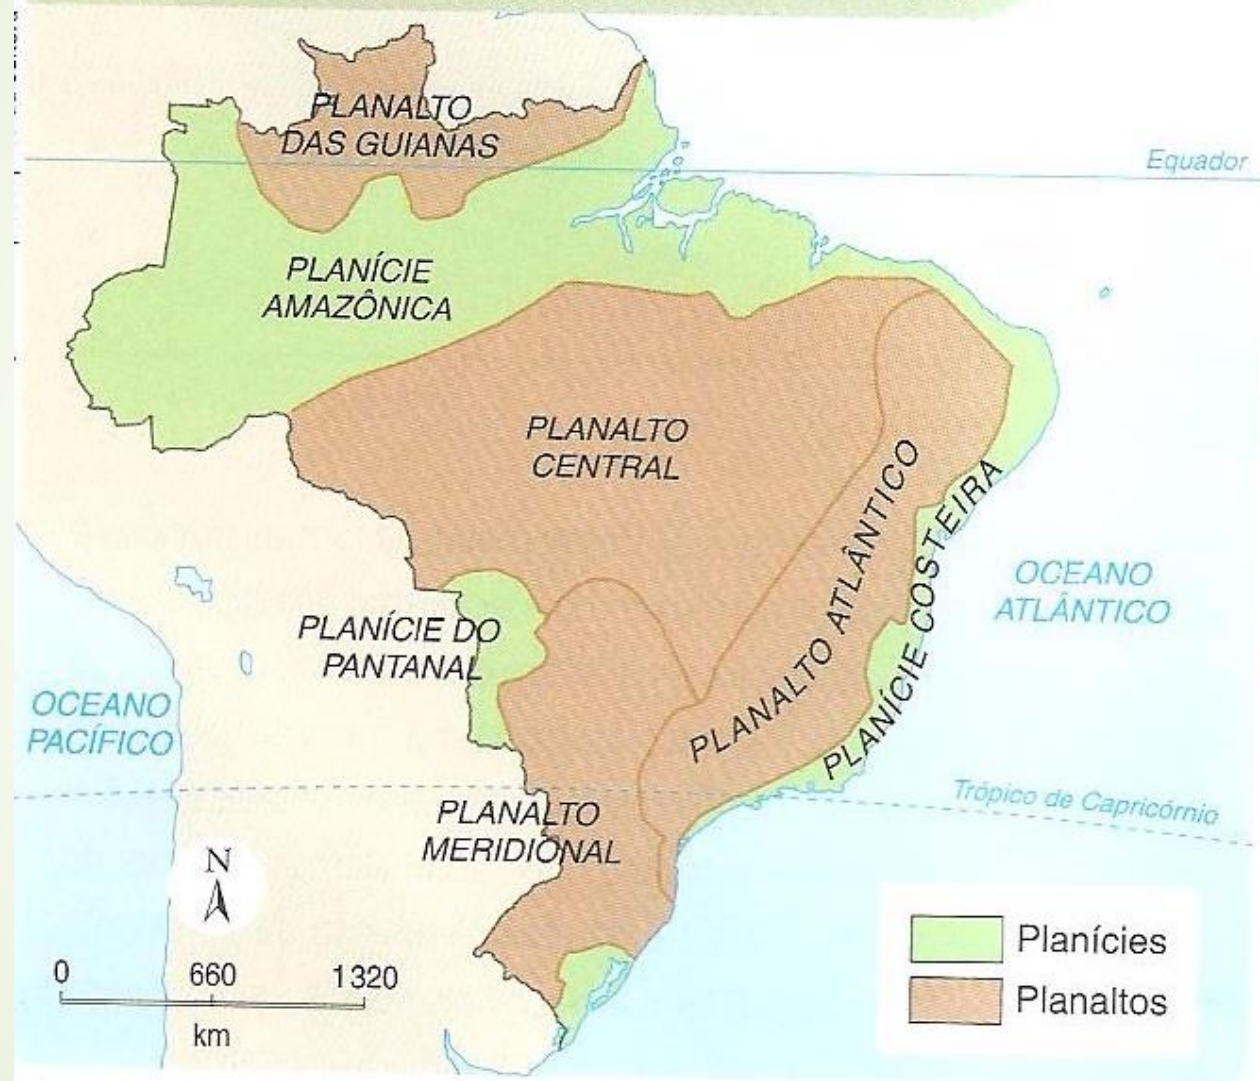 PLANALTO
DAS GUIANAS
Equador
PLANÍCIE
AMAZÔNICA
PLANALTO
CENTRAL
PLANALTO ATLÂNTICO
PLANÍCIE COSTEIRA
OCEANO
ATLÂNTICO
PLANÍCIE DO
PANTANAL
OCEANO
PACÍFICO
Trópico de Capricórnio
PLANALTO
MERIDIONAL
N
0 660 1320
km
Planícies
Planaltos